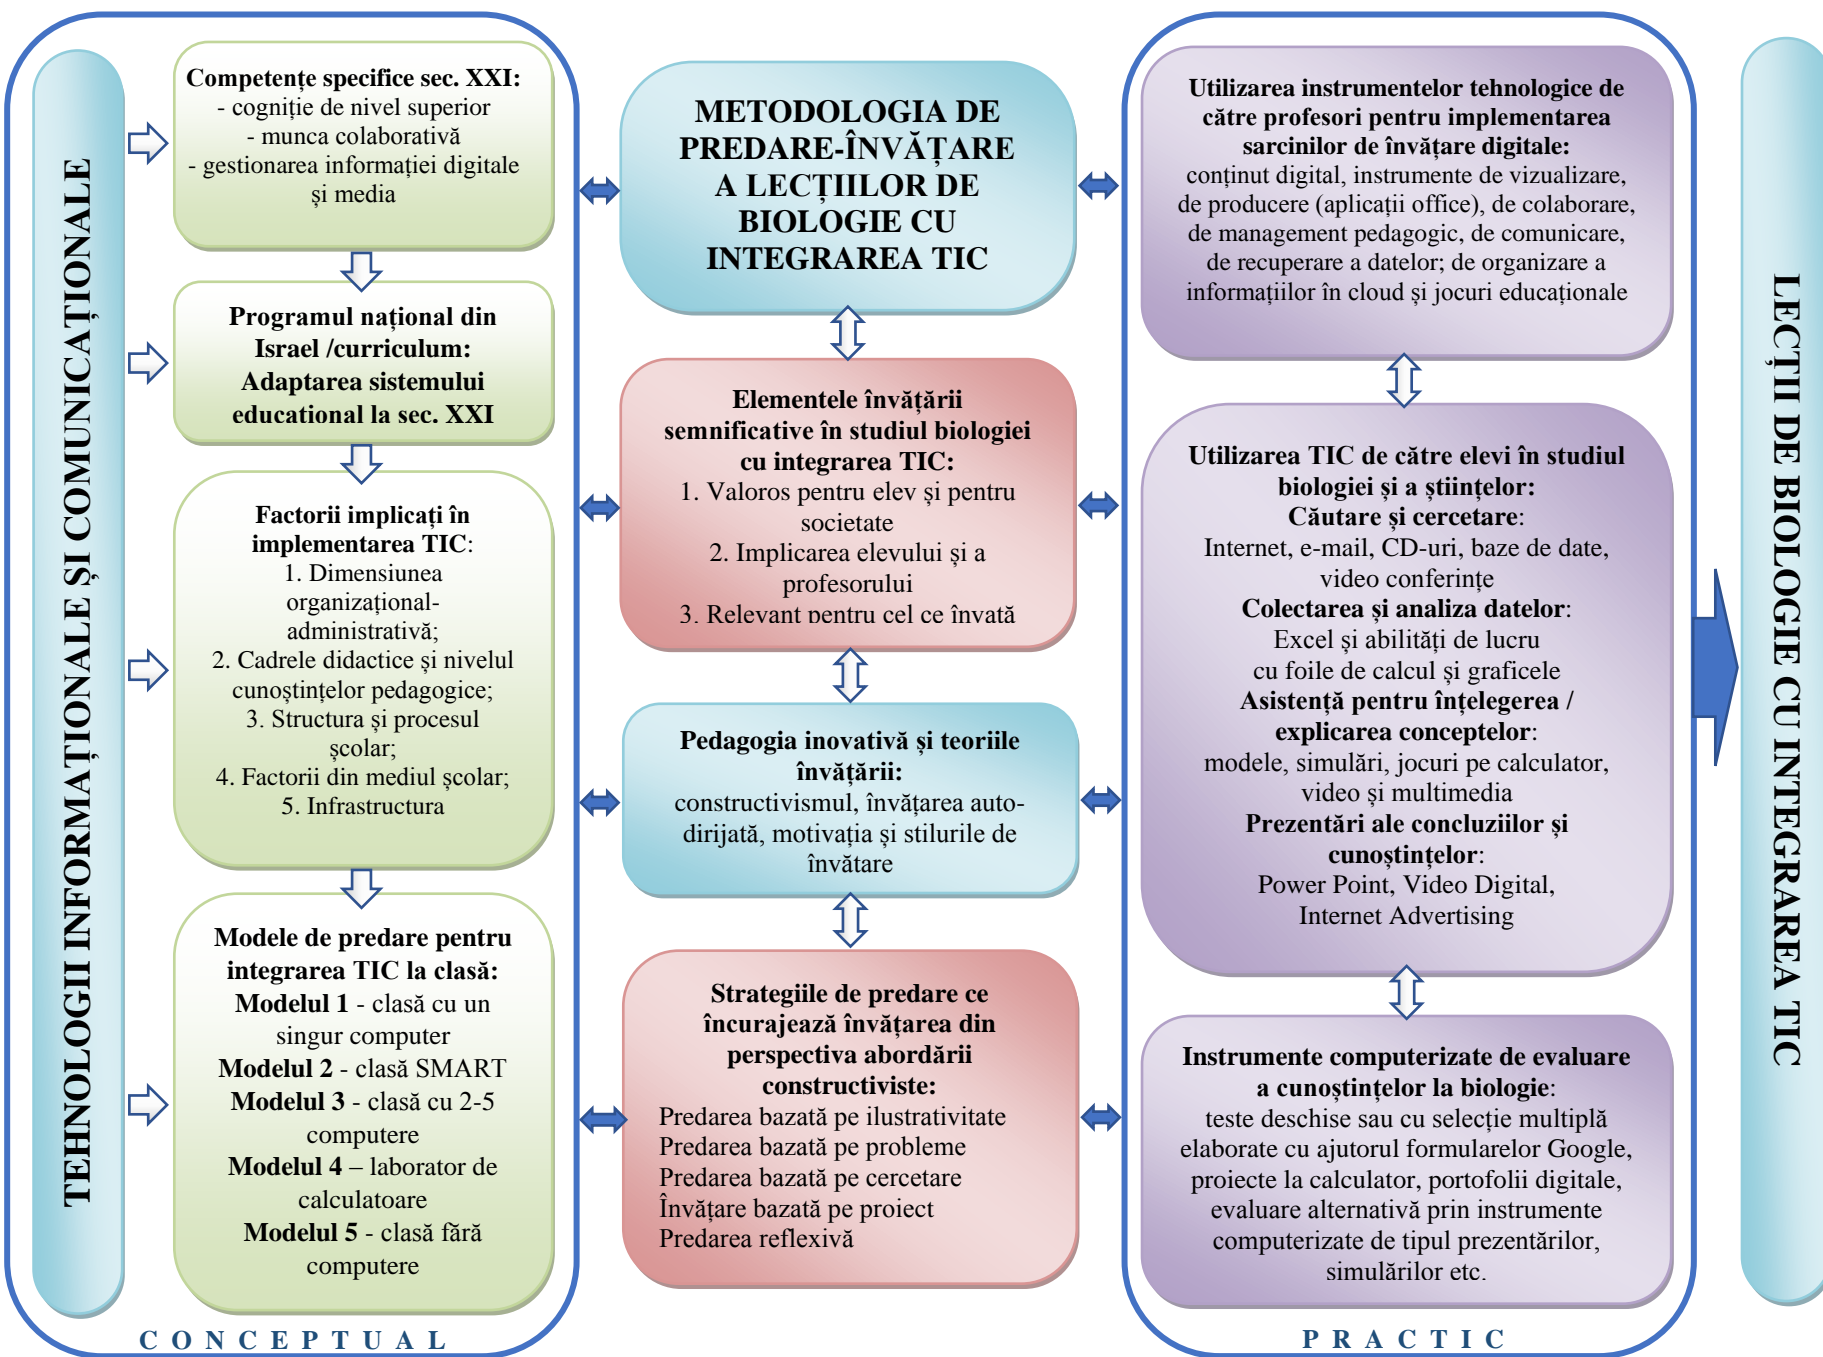 TEHNOLOGII INFORMAȚIONALE ȘI COMUNICAȚIONALE
Competențe specifice sec. XXI:
- cogniție de nivel superior
- munca colaborativă
- gestionarea informației digitale
și media
Programul național din
Israel /curriculum:
Adaptarea sistemului
educational la sec. XXI
Factorii implicați în
implementarea TIC:
1. Dimensiunea
organizațional-
administrativă;
2. Cadrele didactice și nivelul
cunoștințelor pedagogice;
3. Structura și procesul
școlar;
4. Factorii din mediul școlar;
5. Infrastructura
Modele de predare pentru
integrarea TIC la clasă:
Modelul 1 - clasă cu un
singur computer
Modelul 2 - clasă SMART
Modelul 3 - clasă cu 2-5
computere
Modelul 4 – laborator de
calculatoare
Modelul 5 - clasă fără
computere
CONCEPTUAL
METODOLOGIA DE
PREDARE-ÎNVĂȚARE
A LECȚIILOR DE
BIOLOGIE CU
INTEGRAREA TIC
Elementele învățării
semnificative în studiul biologiei
cu integrarea TIC:
1. Valoros pentru elev și pentru
societate
2. Implicarea elevului și a
profesorului
3. Relevant pentru cel ce învată
Pedagogia inovativă și teoriile
învățării:
constructivismul, învățarea auto-
dirijată, motivația și stilurile de
învătare
Strategiile de predare ce
încurajează învățarea din
perspectiva abordării
constructiviste:
Predarea bazată pe ilustrativitate
Predarea bazată pe probleme
Predarea bazată pe cercetare
Învățare bazată pe proiect
Predarea reflexivă
Utilizarea instrumentelor tehnologice de
către profesori pentru implementarea
sarcinilor de învățare digitale:
conținut digital, instrumente de vizualizare,
de producere (aplicații office), de colaborare,
de management pedagogic, de comunicare,
de recuperare a datelor; de organizare a
informațiilor în cloud și jocuri educaționale
Utilizarea TIC de către elevi în studiul
biologiei și a științelor:
Căutare și cercetare:
Internet, e-mail, CD-uri, baze de date,
video conferințe
Colectarea și analiza datelor:
Excel și abilități de lucru
cu foile de calcul și graficele
Asistență pentru înțelegerea /
explicarea conceptelor:
modele, simulări, jocuri pe calculator,
video și multimedia
Prezentări ale concluziilor și
cunoștințelor:
Power Point, Video Digital,
Internet Advertising
Instrumente computerizate de evaluare
a cunoștințelor la biologie:
teste deschise sau cu selecție multiplă
elaborate cu ajutorul formularelor Google,
proiecte la calculator, portofolii digitale,
evaluare alternativă prin instrumente
computerizate de tipul prezentărilor,
simulărilor etc.
PRACTIC
LECȚII DE BIOLOGIE CU INTEGRAREA TIC